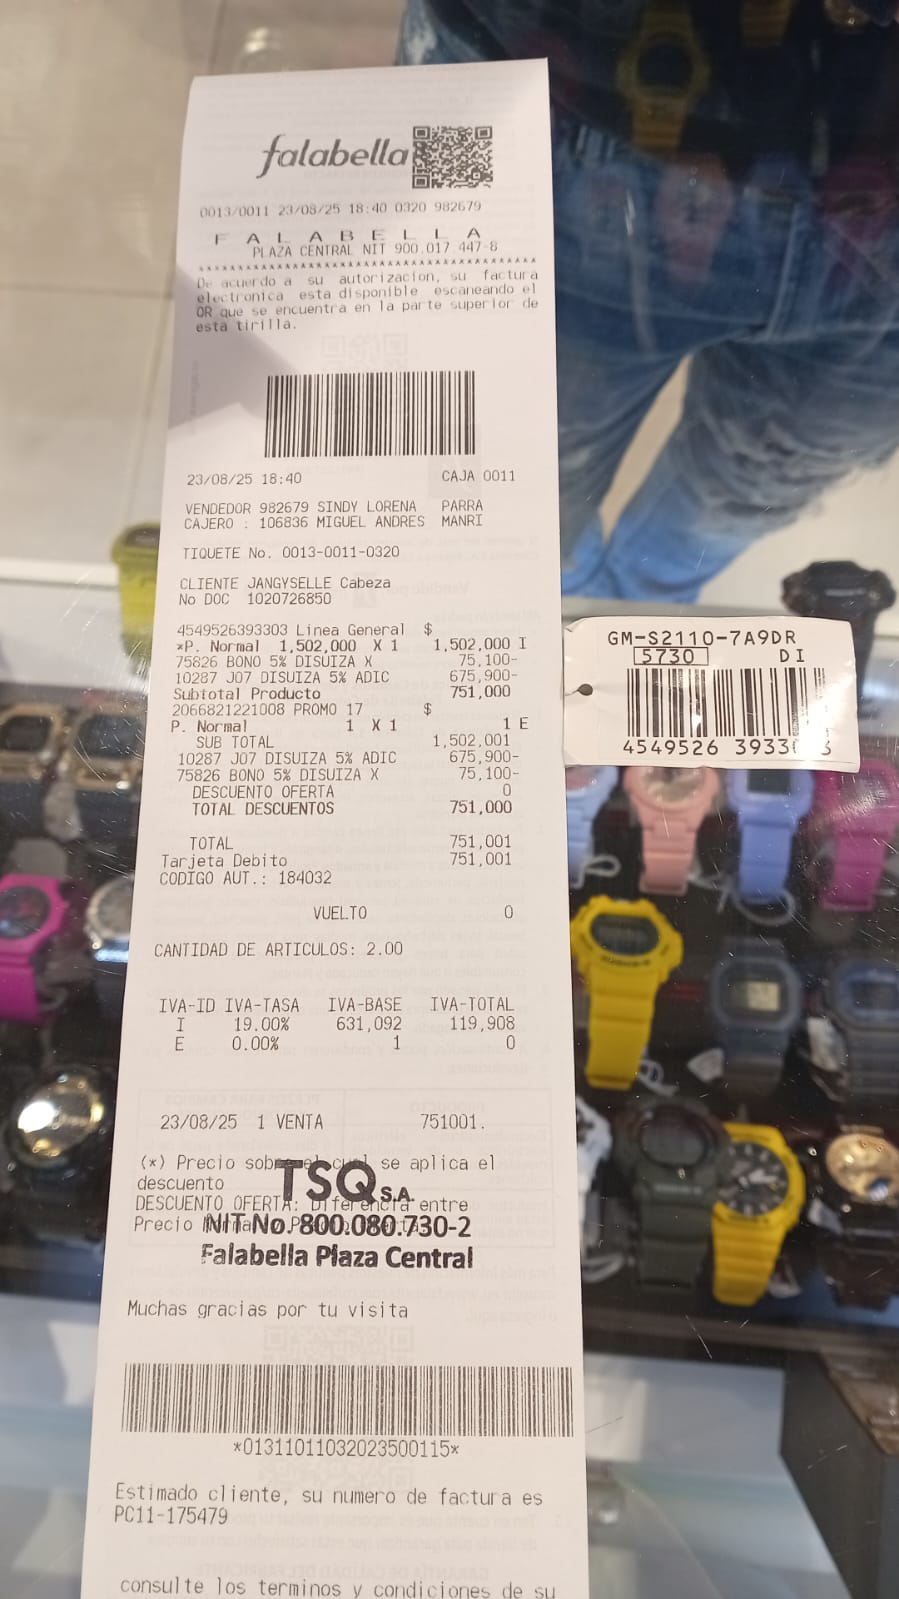 falabella
0013/0011 23/08/25 18:40 0320 982679
F A L A B E L L A
PLAZA CENTRAL NIT 900.017 447-8
De acuerdo a su autorizacion, su factura
electronica esta disponible escaneando el
QR que se encuentra en la parte superior de
esta tirilla.
23/08/25 18:40 CAJA 0011
VENDEDOR 982679 SINDY LORENA PARRA
CAJERO : 106836 MIGUEL ANDRES MANRI
TIQUETE No. 0013-0011-0320
CLIENTE JANGYSELLE Cabeza
No DOC 1020726850
4549526393303 Linea General $
*P. Normal 1,502,000 X 1 1,502,000 I
75826 BONO 5% DISUIZA X 75,100-
10287 J07 DISUIZA 5% ADIC 675,900-
Subtotal Producto 751,000
2066821221008 PROMO 17 $
P. Normal 1 X 1 1 E
SUB TOTAL 1,502,001
10287 J07 DISUIZA 5% ADIC 675,900-
75826 BONO 5% DISUIZA X 75,100-
DESCUENTO OFERTA 0
TOTAL DESCUENTOS 751,000
TOTAL 751,001
Tarjeta Debito 751,001
CODIGO AUT.: 184032
VUELTO 0
CANTIDAD DE ARTICULOS: 2.00
IVA-ID IVA-TASA IVA-BASE IVA-TOTAL
I 19.00% 631,092 119,908
E 0.00% 1 0
23/08/25 1 VENTA 751001.
(*) Precio sobre el cual se aplica el
descuento
TSQ S.A.
DESCUENTO OFERTA: Diferencia entre
Precio Normal
NIT No. 800.080.730-2
Falabella Plaza Central
Muchas gracias por tu visita
*01311011032023500115*
Estimado cliente, su numero de factura es
PC11-175479
consulte los terminos y condiciones de su
GM-S2110-7A9DR
5730 DI
4549526 393